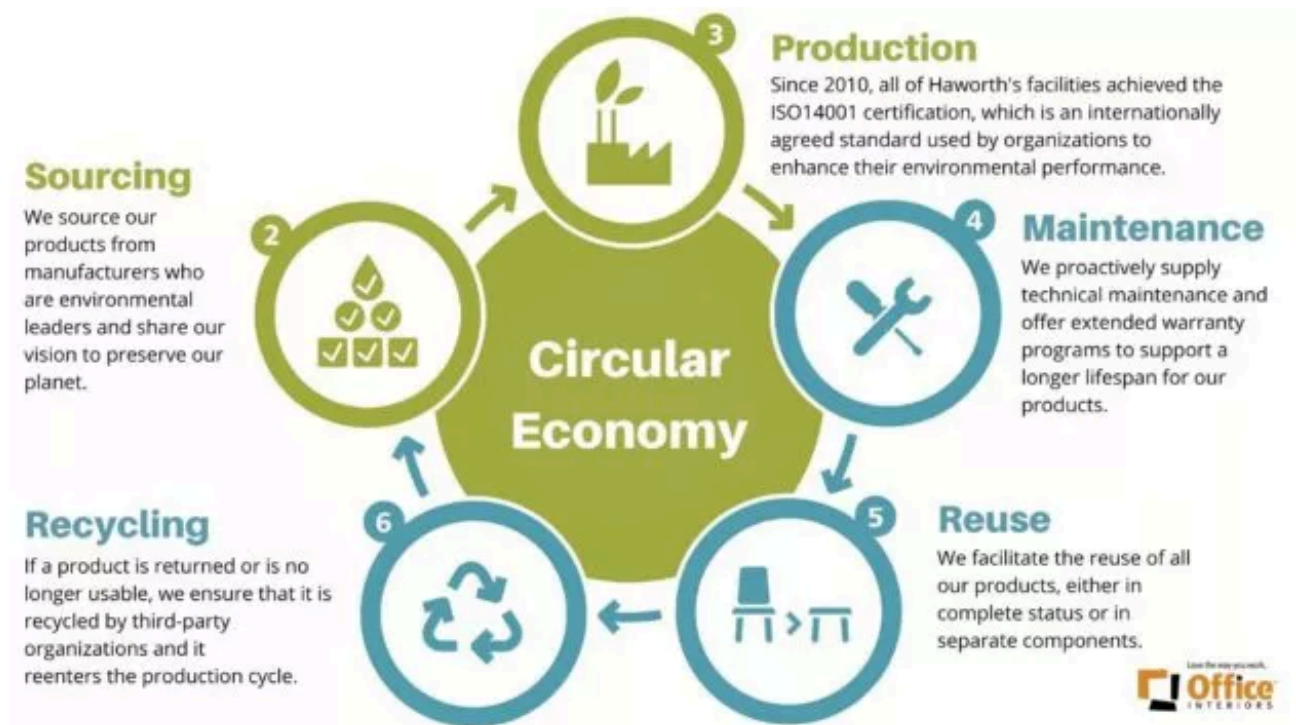 3
Production
Since 2010, all of Haworth's facilities achieved the
ISO14001 certification, which is an internationally
agreed standard used by organizations to
enhance their environmental performance.
Sourcing
We source our
products from
manufacturers who
are environmental
leaders and share our
vision to preserve our
planet.
2
4
Maintenance
We proactively supply
technical maintenance and
offer extended warranty
programs to support a
longer lifespan for our
products.
Circular
Economy
Recycling
If a product is returned or is no
longer usable, we ensure that it is
recycled by third-party
organizations and it
reenters the production cycle.
6
5
Reuse
We facilitate the reuse of all
our products, either in
complete status or in
separate components.
Love the way you work.
Office
INTERIORS